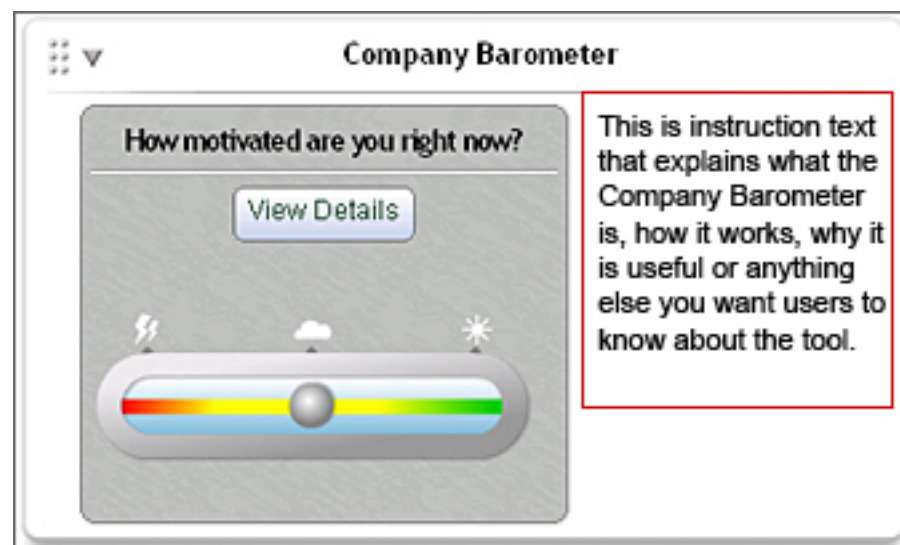 Company Barometer
How motivated are you right now?
View Details
This is instruction text
that explains what the
Company Barometer
is, how it works, why it
is useful or anything
else you want users to
know about the tool.